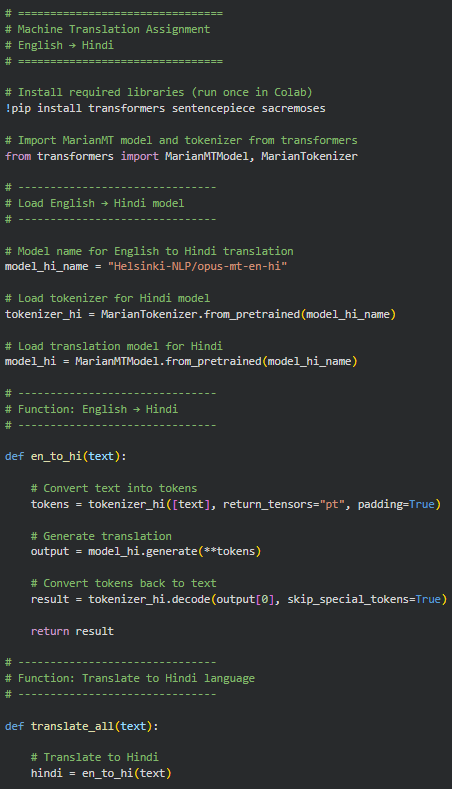 # ================================
# Machine Translation Assignment
# English → Hindi
# ================================
# Install required libraries (run once in Colab)
!pip install transformers sentencepiece sacremoses
# Import MarianMT model and tokenizer from transformers
from transformers import MarianMTModel, MarianTokenizer
# -------------------------------
# Load English → Hindi model
# -------------------------------
# Model name for English to Hindi translation
model_hi_name = "Helsinki-NLP/opus-mt-en-hi"
# Load tokenizer for Hindi model
tokenizer_hi = MarianTokenizer.from_pretrained(model_hi_name)
# Load translation model for Hindi
model_hi = MarianMTModel.from_pretrained(model_hi_name)
# -------------------------------
# Function: English → Hindi
# -------------------------------
def en_to_hi(text):
    # Convert text into tokens
    tokens = tokenizer_hi([text], return_tensors="pt", padding=True)
    # Generate translation
    output = model_hi.generate(**tokens)
    # Convert tokens back to text
    result = tokenizer_hi.decode(output[0], skip_special_tokens=True)
    return result
# -------------------------------
# Function: Translate to Hindi language
# -------------------------------
def translate_all(text):
    # Translate to Hindi
    hindi = en_to_hi(text)